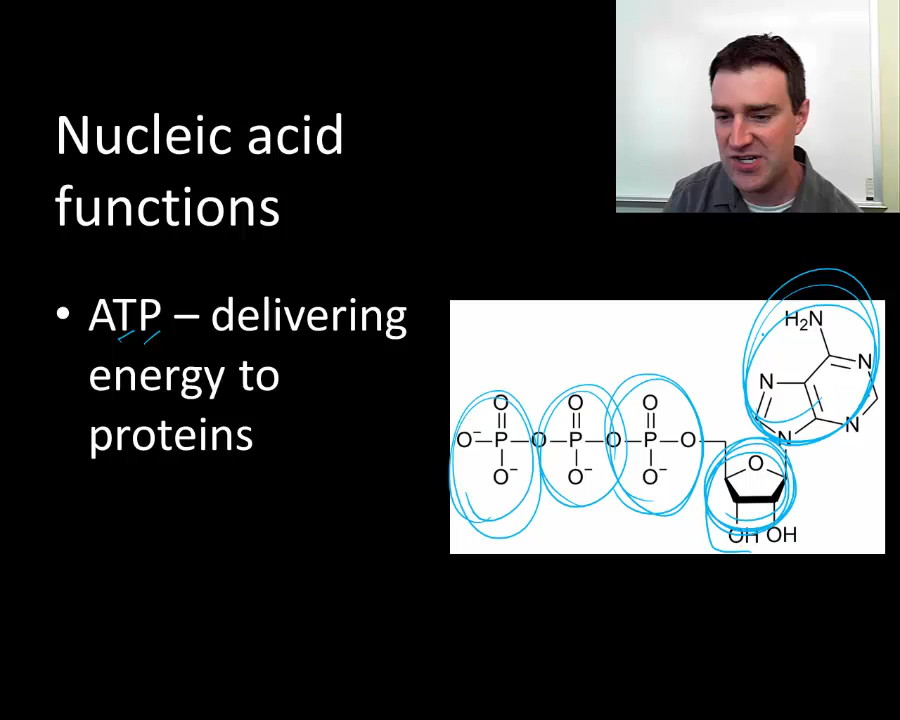 Nucleic acid
functions
• ATP – delivering
energy to
proteins
H₂N
N
N
N
N
O O O
O⁻ P O P O P O
O⁻ O⁻ O⁻
O
OH OH